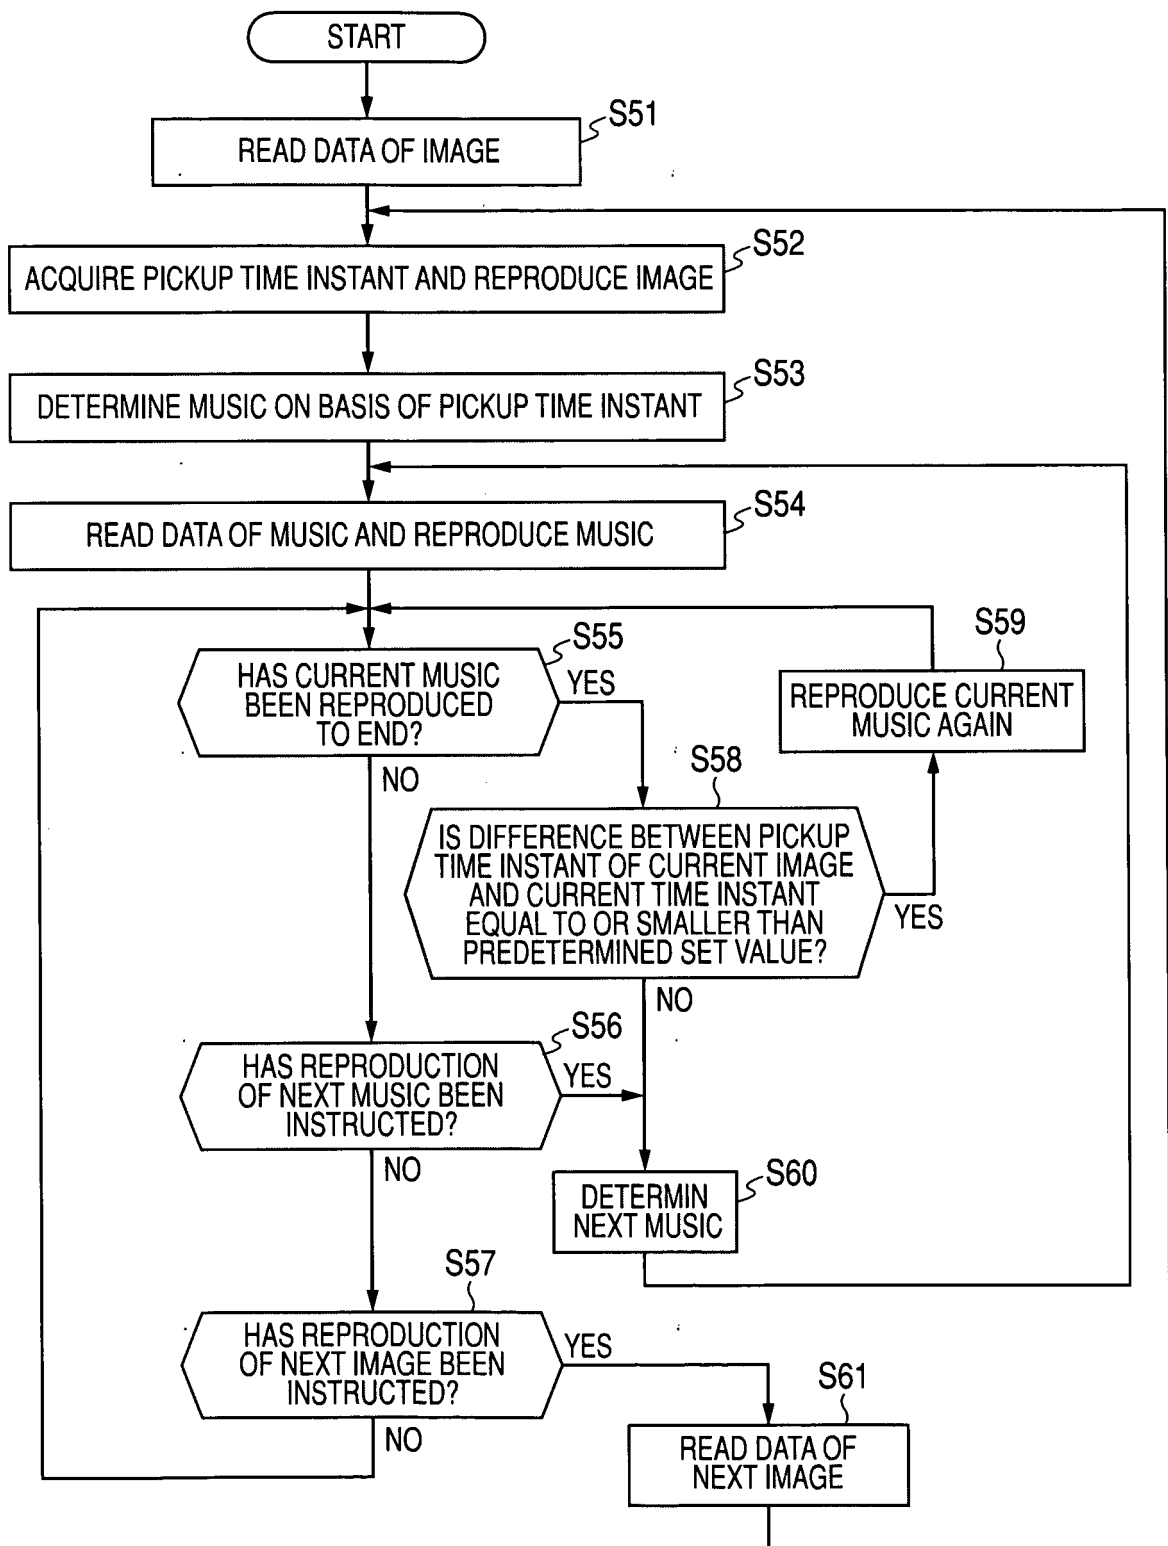 START
S51
READ DATA OF IMAGE
S52
ACQUIRE PICKUP TIME INSTANT AND REPRODUCE IMAGE
S53
DETERMINE MUSIC ON BASIS OF PICKUP TIME INSTANT
S54
READ DATA OF MUSIC AND REPRODUCE MUSIC
S55
HAS CURRENT MUSIC
BEEN REPRODUCED
TO END?
YES
NO
S59
REPRODUCE CURRENT
MUSIC AGAIN
S58
IS DIFFERENCE BETWEEN PICKUP
TIME INSTANT OF CURRENT IMAGE
AND CURRENT TIME INSTANT
EQUAL TO OR SMALLER THAN
PREDETERMINED SET VALUE?
YES
NO
S56
HAS REPRODUCTION
OF NEXT MUSIC BEEN
INSTRUCTED?
YES
NO
S60
DETERMIN
NEXT MUSIC
S57
HAS REPRODUCTION
OF NEXT IMAGE BEEN
INSTRUCTED?
YES
NO
S61
READ DATA OF
NEXT IMAGE